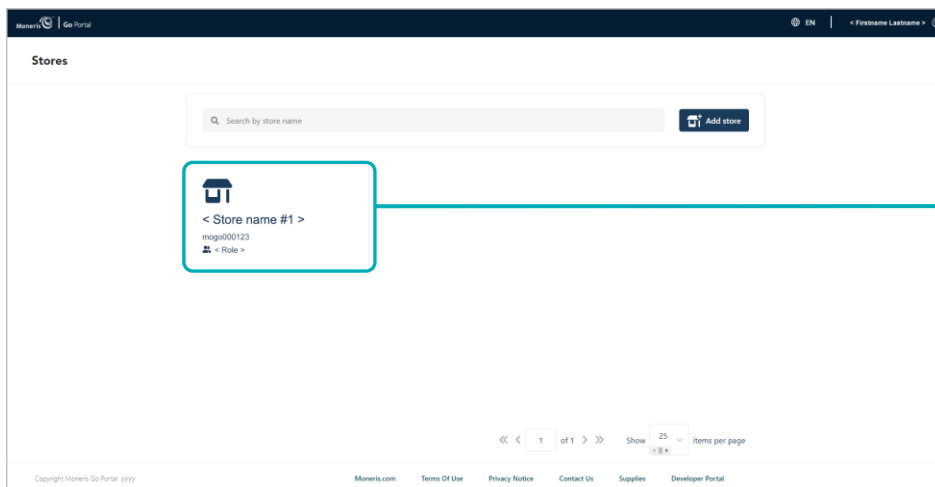 Moneris Go Portal EN < Firstname Lastname >
Stores
Search by store name Add store
< Store name #1 >
mogo000123
< Role >
1 of 1 Show 25 items per page
Copyright Moneris Go Portal yyyy Moneris.com Terms Of Use Privacy Notice Contact Us Supplies Developer Portal